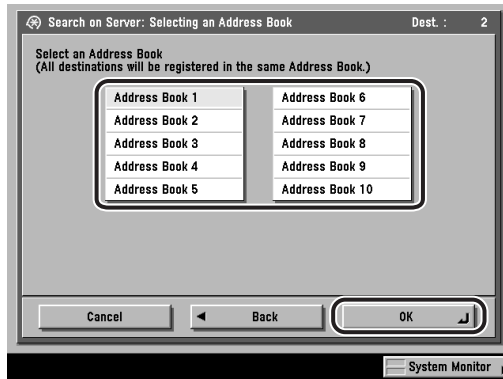 Search on Server: Selecting an Address Book Dest. : 2
Select an Address Book
(All destinations will be registered in the same Address Book.)
Address Book 1 Address Book 6
Address Book 2 Address Book 7
Address Book 3 Address Book 8
Address Book 4 Address Book 9
Address Book 5 Address Book 10
Cancel Back OK
System Monitor